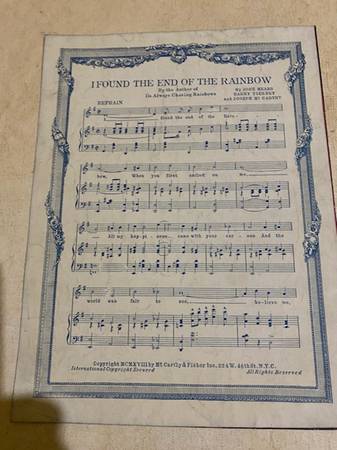 I FOUND THE END OF THE RAINBOW
By the Author of
I'm Always Chasing Rainbows
By JOHN MEARS
HARRY TIERNEY
and JOSEPH Mc CARTHY
REFRAIN
found the end of the Rain-
bow, When you first smiled on Me,
All my happi- ness came with your car - ess And the
world was fair to see, be-lieve me,
Copyright MCMXVIII by Mc Carthy & Fisher Inc. 224 W. 46th St. N.Y.C.
International Copyright Secured
All Rights Reserved